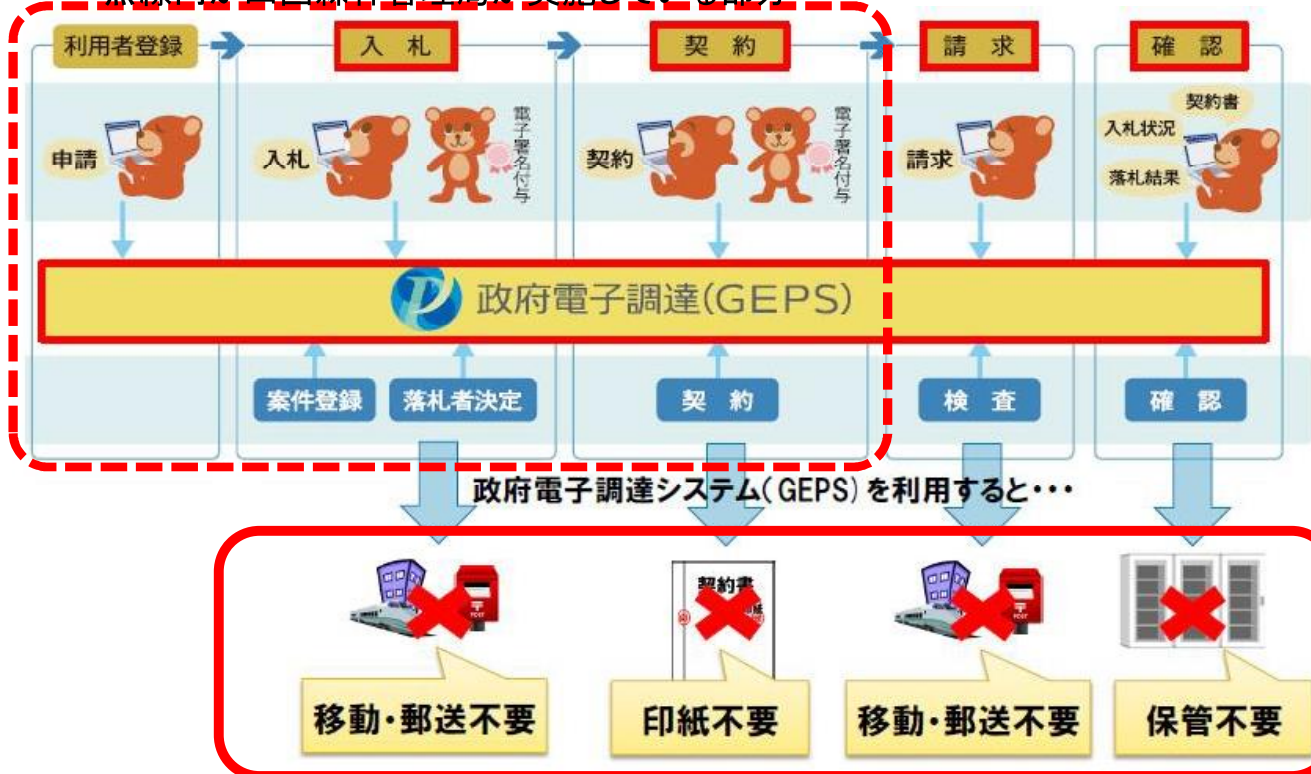 利用者登録
入札
契約
請求
確認
申請
入札
電子署名付与
契約
電子署名付与
請求
契約書
入札状況
落札結果
政府電子調達(GEPS)
案件登録
落札者決定
契約
検査
確認
政府電子調達システム(GEPS)を利用すると・・・
POST
契約書
POST
移動・郵送不要
印紙不要
移動・郵送不要
保管不要